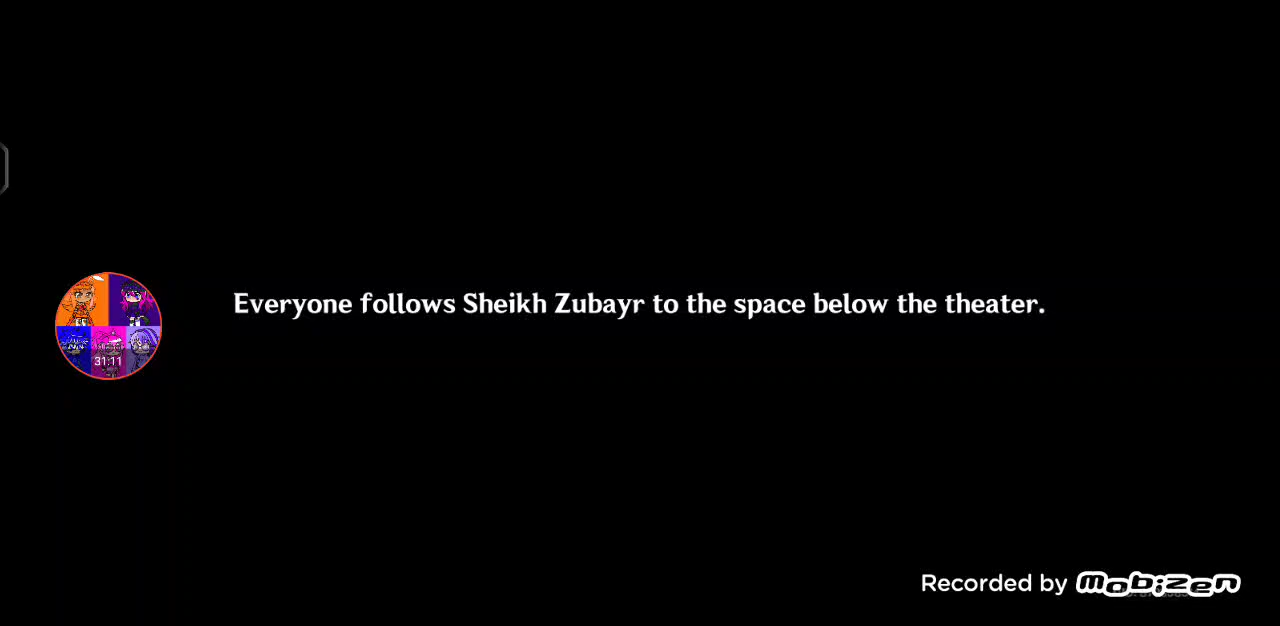 Everyone follows Sheikh Zubayr to the space below the theater.
31:11
Recorded by mobizen